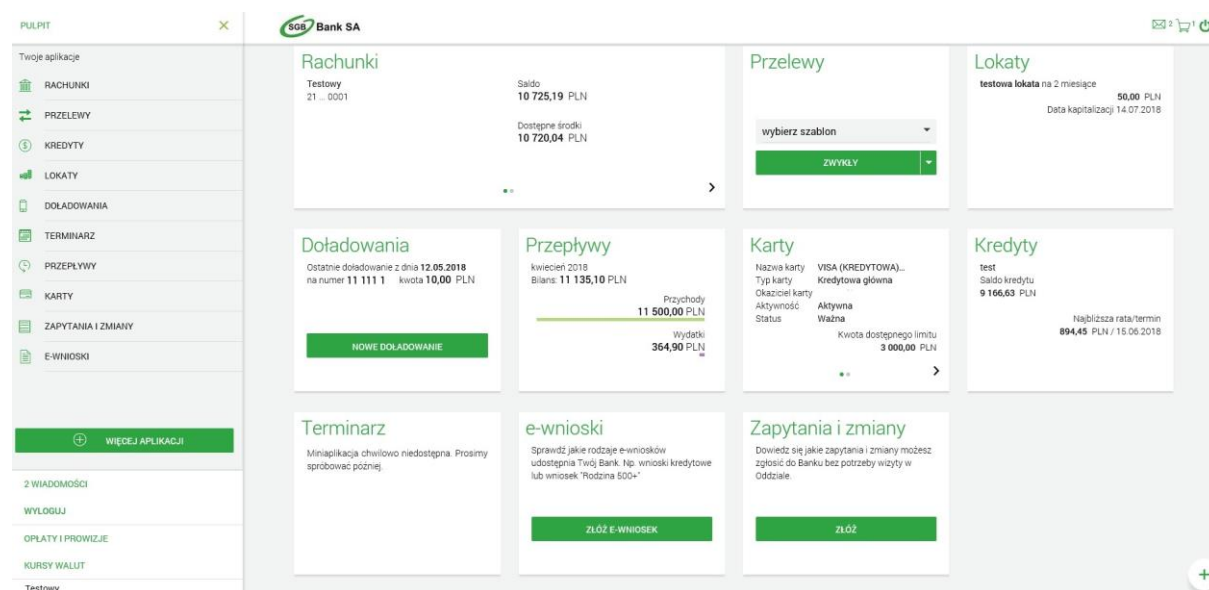 PULPIT
SGB Bank SA
2
1
Twoje aplikacje
RACHUNKI
PRZELEWY
KREDYTY
LOKATY
DOŁADOWANIA
TERMINARZ
PRZEPŁYWY
KARTY
ZAPYTANIA I ZMIANY
E-WNIOSKI
WIĘCEJ APLIKACJI
2 WIADOMOŚCI
WYLOGUJ
OPŁATY I PROWIZJE
KURSY WALUT
Testowy
Rachunki
Testowy
21 ... 0001
Saldo
10 725,19 PLN
Dostępne środki
10 720,04 PLN
Przelewy
wybierz szablon
ZWYKŁY
Lokaty
testowa lokata na 2 miesiące
50,00 PLN
Data kapitalizacji 14.07.2018
Doładowania
Ostatnie doładowanie z dnia 12.05.2018
na numer 11 111 1 kwota 10,00 PLN
NOWE DOŁADOWANIE
Przepływy
kwiecień 2018
Bilans: 11 135,10 PLN
Przychody
11 500,00 PLN
Wydatki
364,90 PLN
Karty
Nazwa karty VISA (KREDYTOWA)...
Typ karty Kredytowa główna
Okaziciel karty
Aktywność Aktywna
Status Ważna
Kwota dostępnego limitu
3 000,00 PLN
Kredyty
test
Saldo kredytu
9 166,63 PLN
Najbliższa rata/termin
894,45 PLN / 15.06.2018
Terminarz
Miniaplikacja chwilowo niedostępna. Prosimy
spróbować później.
e-wnioski
Sprawdź jakie rodzaje e-wniosków
udostępnia Twój Bank. Np. wnioski kredytowe
lub wniosek "Rodzina 500+"
ZŁÓŻ E-WNIOSEK
Zapytania i zmiany
Dowiedz się jakie zapytania i zmiany możesz
zgłosić do Banku bez potrzeby wizyty w
Oddziale.
ZŁÓŻ